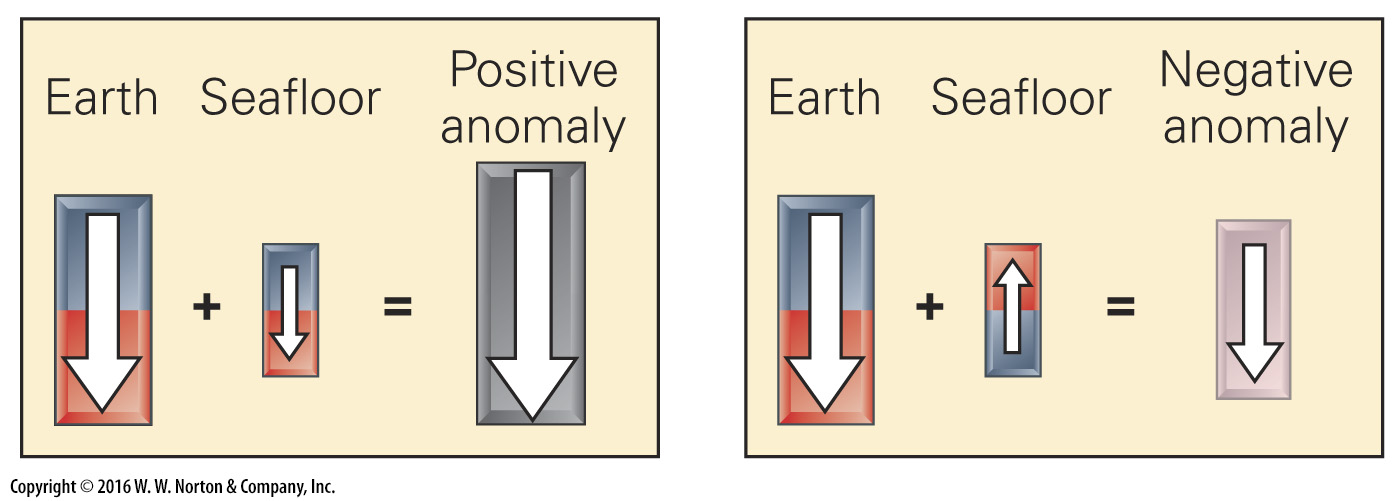 Earth Seafloor Positive
anomaly
+ =
Earth Seafloor Negative
anomaly
+ =
Copyright © 2016 W. W. Norton & Company, Inc.